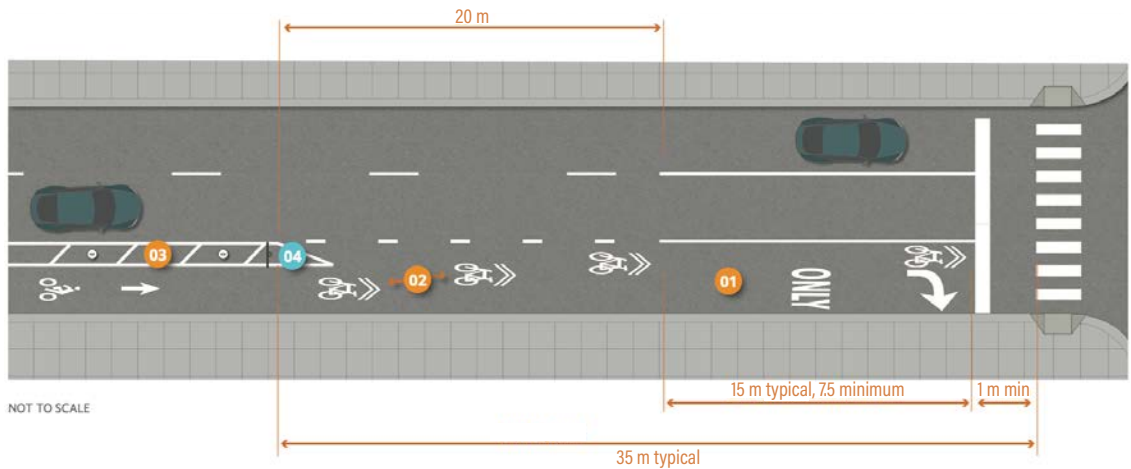 20 m
03
04
02
01
ONLY
15 m typical, 7.5 minimum
1 m min
NOT TO SCALE
35 m typical